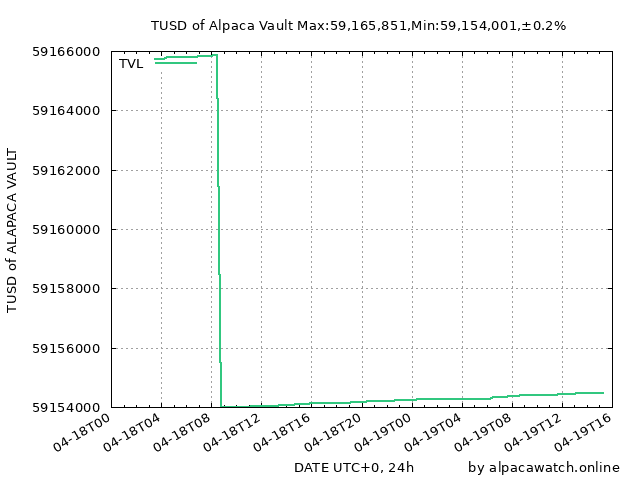 TUSD of Alpaca Vault Max:59,165,851,Min:59,154,001,±0.2%
59166000
TVL
59164000
59162000
59160000
59158000
59156000
59154000
TUSD of ALAPACA VAULT
04-18T00
04-18T04
04-18T08
04-18T12
04-18T16
04-18T20
04-19T00
04-19T04
04-19T08
04-19T12
04-19T16
DATE UTC+0, 24h
by alpacawatch.online